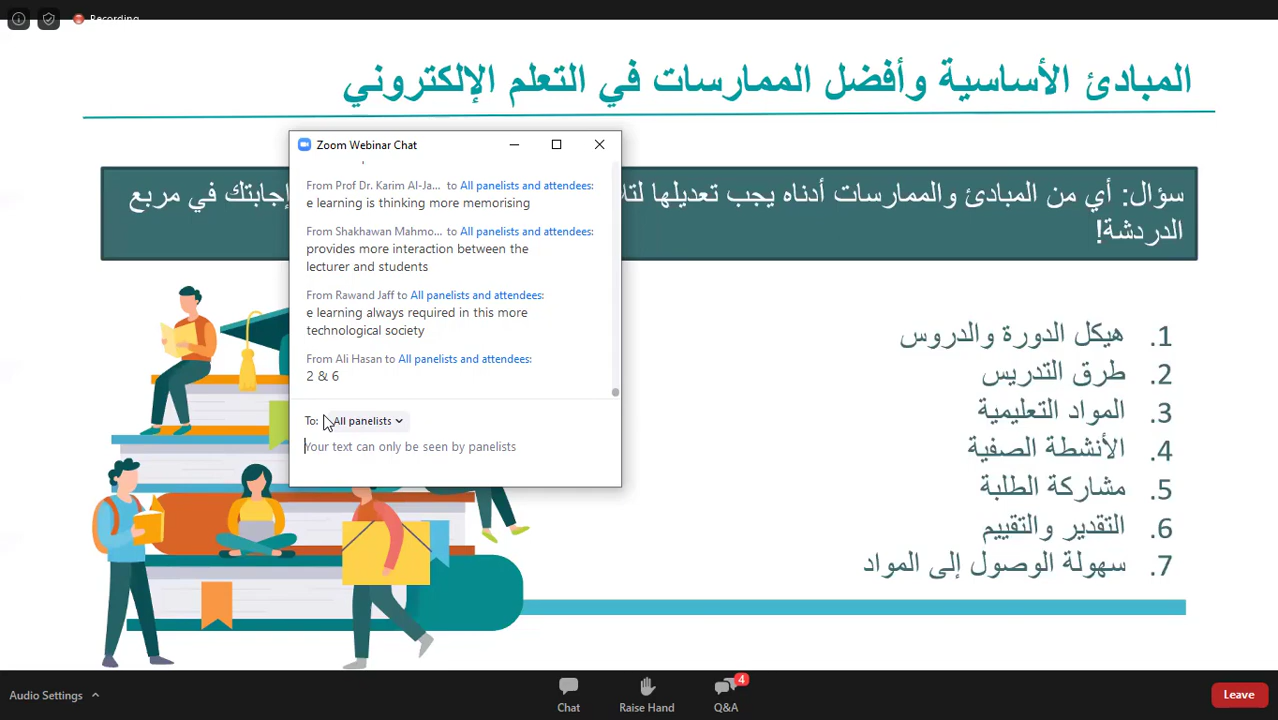 Recording
المبادئ الأساسية وأفضل الممارسات في التعلم الإلكتروني
سؤال: أي من المبادئ والممارسات أدناه يجب تعديلها إجابتك في مربع
الدردشة!
Zoom Webinar Chat
From Prof Dr. Karim Al-Ja... to All panelists and attendees:
e learning is thinking more memorising
From Shakhawan Mahmo... to All panelists and attendees:
provides more interaction between the
lecturer and students
From Rawand Jaff to All panelists and attendees:
e learning always required in this more
technological society
From Ali Hasan to All panelists and attendees:
2 & 6
To: All panelists
Your text can only be seen by panelists
1. هيكل الدورة والدروس
2. طرق التدريس
3. المواد التعليمية
4. الأنشطة الصفية
5. مشاركة الطلبة
6. التقدير والتقييم
7. سهولة الوصول إلى المواد
Audio Settings
Chat
Raise Hand
4
Q&A
Leave